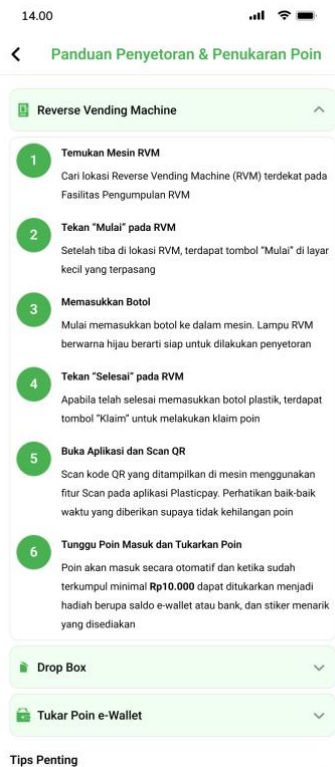 14.00
Panduan Penyetoran & Penukaran Poin
Reverse Vending Machine
1
Temukan Mesin RVM
Cari lokasi Reverse Vending Machine (RVM) terdekat pada
Fasilitas Pengumpulan RVM
2
Tekan “Mulai” pada RVM
Setelah tiba di lokasi RVM, terdapat tombol “Mulai” di layar
kecil yang terpasang
3
Memasukkan Botol
Mulai memasukkan botol ke dalam mesin. Lampu RVM
berwarna hijau berarti siap untuk dilakukan penyetoran
4
Tekan “Selesai” pada RVM
Apabila telah selesai memasukkan botol plastik, terdapat
tombol “Klaim” untuk melakukan klaim poin
5
Buka Aplikasi dan Scan QR
Scan kode QR yang ditampilkan di mesin menggunakan
fitur Scan pada aplikasi Plasticpay. Perhatikan baik-baik
waktu yang diberikan supaya tidak kehilangan poin
6
Tunggu Poin Masuk dan Tukarkan Poin
Poin akan masuk secara otomatif dan ketika sudah
terkumpul minimal Rp10.000 dapat ditukarkan menjadi
hadiah berupa saldo e-wallet atau bank, dan stiker menarik
yang disediakan
Drop Box
Tukar Poin e-Wallet
Tips Penting